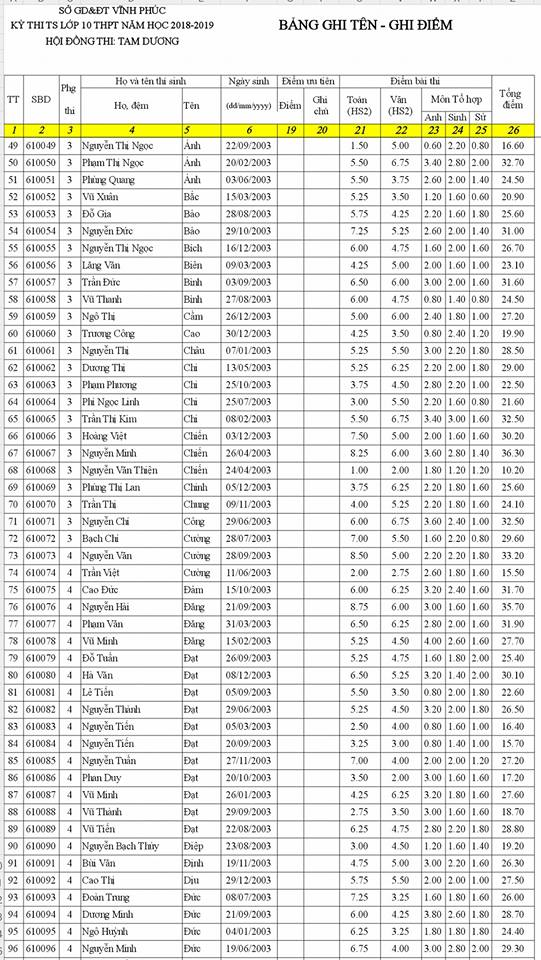 SỞ GD&ĐT VĨNH PHÚC
KỲ THI TS LỚP 10 THPT NĂM HỌC 2018-2019
BẢNG GHI TÊN - GHI ĐIỂM
HỘI ĐỒNG THI: TAM DƯƠNG
TT SBD Phg thi Họ và tên thí sinh Ngày sinh Điểm ưu tiên Điểm bài thi Tổng điểm
Họ, đệm Tên (dd/mm/yyyy) Điểm Ghi chú Toán (HS2) Văn (HS2) Môn Tổ hợp
Anh Sinh Sử
1 2 3 4 5 6 19 20 21 22 23 24 25 26
49 610049 3 Nguyễn Thị Ngọc Ánh 22/09/2003 1.50 5.00 0.60 2.20 0.80 16.60
50 610050 3 Phạm Thị Ngọc Ánh 20/02/2003 5.50 6.75 3.40 2.80 2.00 32.70
51 610051 3 Phùng Quang Ánh 03/06/2003 5.50 3.75 2.60 2.00 1.40 24.50
52 610052 3 Vũ Xuân Bắc 15/03/2003 5.25 3.50 1.20 1.60 0.60 20.90
53 610053 3 Đỗ Gia Bảo 28/08/2003 5.75 4.25 2.20 1.60 1.80 25.60
54 610054 3 Nguyễn Đức Bảo 29/10/2003 7.25 5.25 2.60 2.00 1.40 31.00
55 610055 3 Nguyễn Thị Ngọc Bích 16/12/2003 6.00 4.75 1.60 2.00 1.60 26.70
56 610056 3 Lăng Văn Biên 09/03/2003 4.25 5.00 2.00 1.60 1.00 23.10
57 610057 3 Trần Đức Bình 03/09/2003 6.50 6.00 3.00 2.00 1.60 31.60
58 610058 3 Vũ Thanh Bình 27/08/2003 6.00 4.75 0.80 1.40 0.80 24.50
59 610059 3 Ngô Thị Cầm 26/12/2003 5.00 6.00 2.40 1.80 1.00 27.20
60 610060 3 Trương Công Cao 30/12/2003 4.25 3.50 0.80 2.40 1.20 19.90
61 610061 3 Nguyễn Thị Châu 07/01/2003 5.25 5.50 3.00 2.20 1.80 28.50
62 610062 3 Dương Thị Chi 13/05/2003 5.25 6.25 2.20 2.00 1.80 29.00
63 610063 3 Phạm Phương Chi 25/10/2003 3.75 4.50 2.80 2.20 1.00 22.50
64 610064 3 Phí Ngọc Linh Chi 25/07/2003 3.00 5.50 2.20 1.60 0.80 21.60
65 610065 3 Trần Thị Kim Chi 08/02/2003 5.50 6.75 3.40 3.00 1.60 32.50
66 610066 3 Hoàng Việt Chiến 03/12/2003 7.50 5.00 2.00 1.60 1.60 30.20
67 610067 3 Nguyễn Minh Chiến 26/04/2003 8.25 6.00 3.60 2.80 1.40 36.30
68 610068 3 Nguyễn Văn Thiện Chiến 24/04/2003 1.00 2.00 1.80 1.20 1.20 10.20
69 610069 3 Phùng Thị Lan Chinh 05/12/2003 3.75 6.25 2.20 1.80 1.60 25.60
70 610070 3 Trần Thị Chung 09/11/2003 4.00 5.25 2.20 1.80 1.60 24.10
71 610071 3 Nguyễn Chí Công 29/06/2003 6.00 6.75 3.60 2.40 1.00 32.50
72 610072 3 Bạch Chí Cường 28/07/2003 7.00 5.50 1.60 2.20 0.80 29.60
73 610073 4 Nguyễn Văn Cường 28/09/2003 8.50 5.00 2.20 2.20 1.80 33.20
74 610074 4 Trần Việt Cường 11/06/2003 2.00 2.75 2.60 1.80 1.60 15.50
75 610075 4 Cao Đức Đảm 15/10/2003 6.00 6.25 3.20 2.40 1.60 31.70
76 610076 4 Nguyễn Hải Đăng 21/09/2003 8.75 6.00 3.00 1.60 1.60 35.70
77 610077 4 Phạm Văn Đăng 31/03/2003 6.50 6.25 2.80 2.00 1.60 31.90
78 610078 4 Vũ Minh Đăng 15/02/2003 5.25 4.50 4.00 2.60 1.60 27.70
79 610079 4 Đỗ Tuấn Đạt 26/09/2003 5.25 4.75 1.60 1.80 2.00 25.40
80 610080 4 Hà Văn Đạt 08/12/2003 6.50 5.25 3.20 1.40 2.00 30.10
81 610081 4 Lê Tiến Đạt 05/09/2003 5.50 3.50 0.80 2.00 1.80 22.60
82 610082 4 Nguyễn Thành Đạt 29/06/2003 5.25 4.50 3.20 2.00 1.80 26.50
83 610083 4 Nguyễn Tiến Đạt 05/03/2003 2.50 4.00 0.80 1.60 1.00 16.40
84 610084 4 Nguyễn Tiến Đạt 20/09/2003 3.25 3.00 0.80 1.40 1.00 15.70
85 610085 4 Nguyễn Tuấn Đạt 27/11/2003 7.00 4.00 2.00 2.00 1.20 27.20
86 610086 4 Phan Duy Đạt 20/10/2003 3.50 2.00 3.00 1.60 1.60 17.20
87 610087 4 Vũ Minh Đạt 26/01/2003 4.25 6.25 3.20 1.80 1.60 27.60
88 610088 4 Vũ Thành Đạt 29/09/2003 2.75 3.50 3.00 1.60 1.60 18.70
89 610089 4 Vũ Tiến Đạt 22/08/2003 6.25 4.75 2.80 2.20 1.80 28.80
90 610090 4 Nguyễn Bạch Thùy Điệp 23/08/2003 3.00 4.50 1.20 1.60 1.40 19.20
91 610091 4 Bùi Văn Định 19/11/2003 4.75 5.00 3.00 2.20 1.60 26.30
92 610092 4 Cao Thị Dịu 29/12/2003 5.75 5.50 2.00 1.00 2.00 27.50
93 610093 4 Đoàn Trung Đức 08/07/2003 7.25 3.25 1.60 1.80 1.60 26.00
94 610094 4 Dương Minh Đức 21/09/2003 6.00 4.25 3.80 2.60 1.80 28.70
95 610095 4 Ngô Huỳnh Đức 04/01/2003 6.25 3.25 1.80 1.80 1.80 24.40
96 610096 4 Nguyễn Minh Đức 19/06/2003 6.75 4.00 3.00 2.80 2.00 29.30